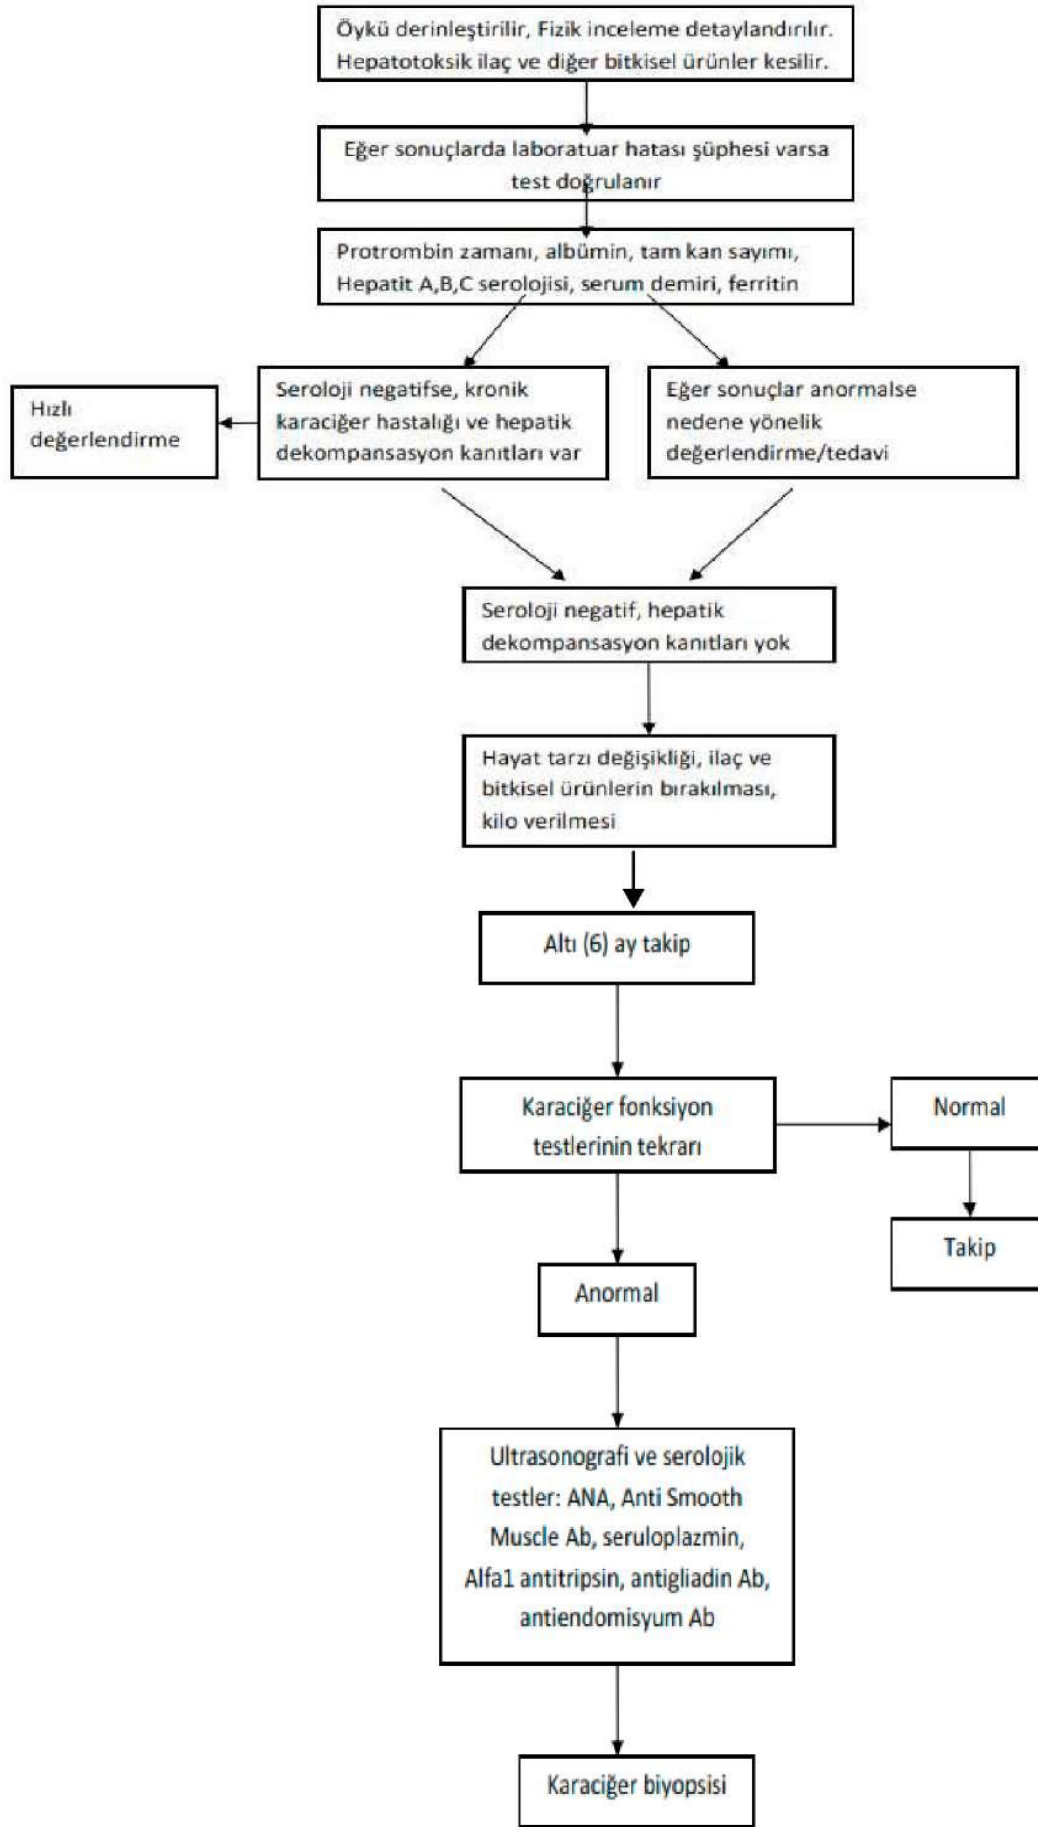 Öykü derinleştirilir, Fizik inceleme detaylandırılır.
Hepatotoksik ilaç ve diğer bitkisel ürünler kesilir.
Eğer sonuçlarda laboratuar hatası şüphesi varsa
test doğrulanır
Protrombin zamanı, albümin, tam kan sayımı,
Hepatit A,B,C serolojisi, serum demiri, ferritin
Hızlı
değerlendirme
Seroloji negatifse, kronik
karaciğer hastalığı ve hepatik
dekompansasyon kanıtları var
Eğer sonuçlar anormalse
nedene yönelik
değerlendirme/tedavi
Seroloji negatif, hepatik
dekompansasyon kanıtları yok
Hayat tarzı değişikliği, ilaç ve
bitkisel ürünlerin bırakılması,
kilo verilmesi
Altı (6) ay takip
Karaciğer fonksiyon
testlerinin tekrarı
Normal
Takip
Anormal
Ultrasonografi ve serolojik
testler: ANA, Anti Smooth
Muscle Ab, seruloplazmin,
Alfa1 antitripsin, antigliadin Ab,
antiendomisyum Ab
Karaciğer biyopsisi